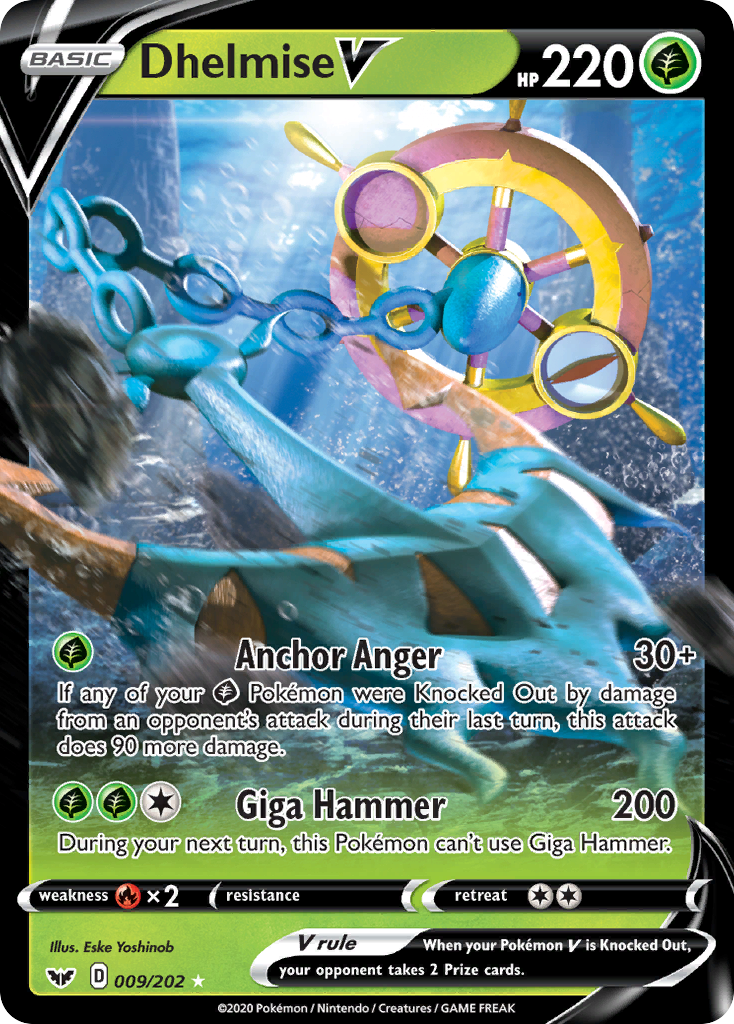 BASIC Dhelmise V HP 220
Anchor Anger 30+
If any of your Pokémon were Knocked Out by damage
from an opponent's attack during their last turn, this attack
does 90 more damage.
Giga Hammer 200
During your next turn, this Pokémon can't use Giga Hammer.
weakness ×2 resistance retreat
Illus. Eske Yoshinob
V rule When your Pokémon V is Knocked Out,
your opponent takes 2 Prize cards.
D 009/202
©2020 Pokémon / Nintendo / Creatures / GAME FREAK